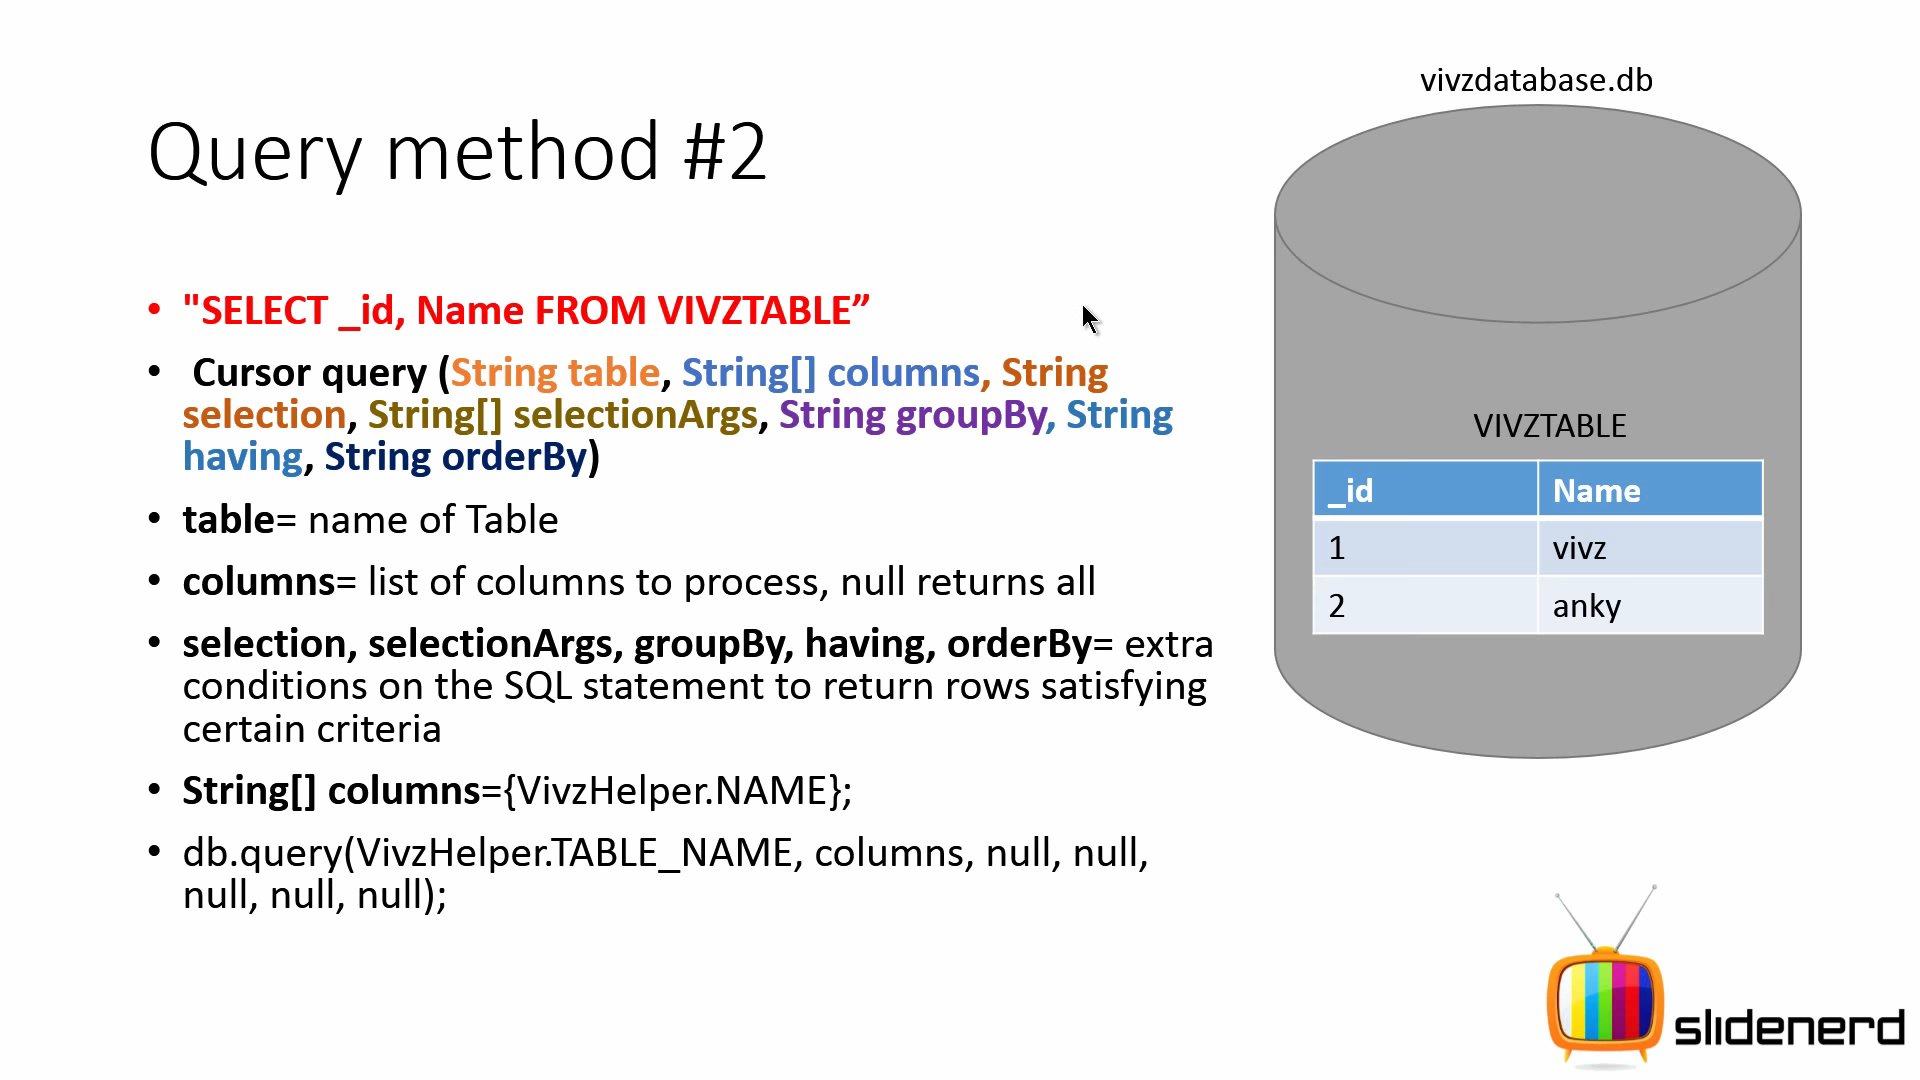 vivzdatabase.db
Query method #2
• "SELECT _id, Name FROM VIVZTABLE”
• Cursor query (String table, String[] columns, String
selection, String[] selectionArgs, String groupBy, String
having, String orderBy)
• table= name of Table
• columns= list of columns to process, null returns all
• selection, selectionArgs, groupBy, having, orderBy= extra
conditions on the SQL statement to return rows satisfying
certain criteria
• String[] columns={VivzHelper.NAME};
• db.query(VivzHelper.TABLE_NAME, columns, null, null,
null, null, null);
VIVZTABLE
_id Name
1 vivz
2 anky
slidenerd